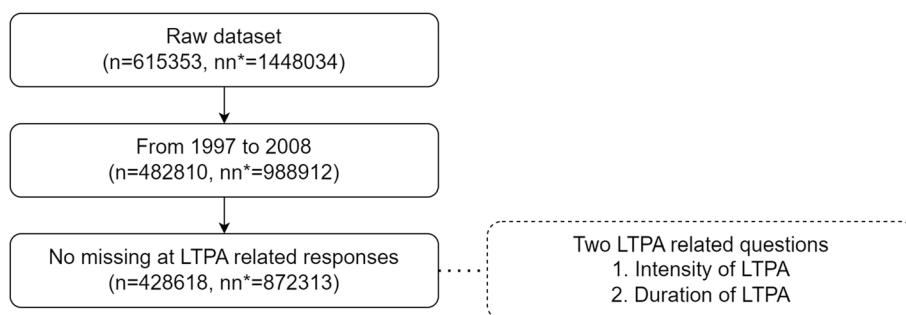 Raw dataset
(n=615353, nn*=1448034)
From 1997 to 2008
(n=482810, nn*=988912)
No missing at LTPA related responses
(n=428618, nn*=872313)
Two LTPA related questions
1. Intensity of LTPA
2. Duration of LTPA